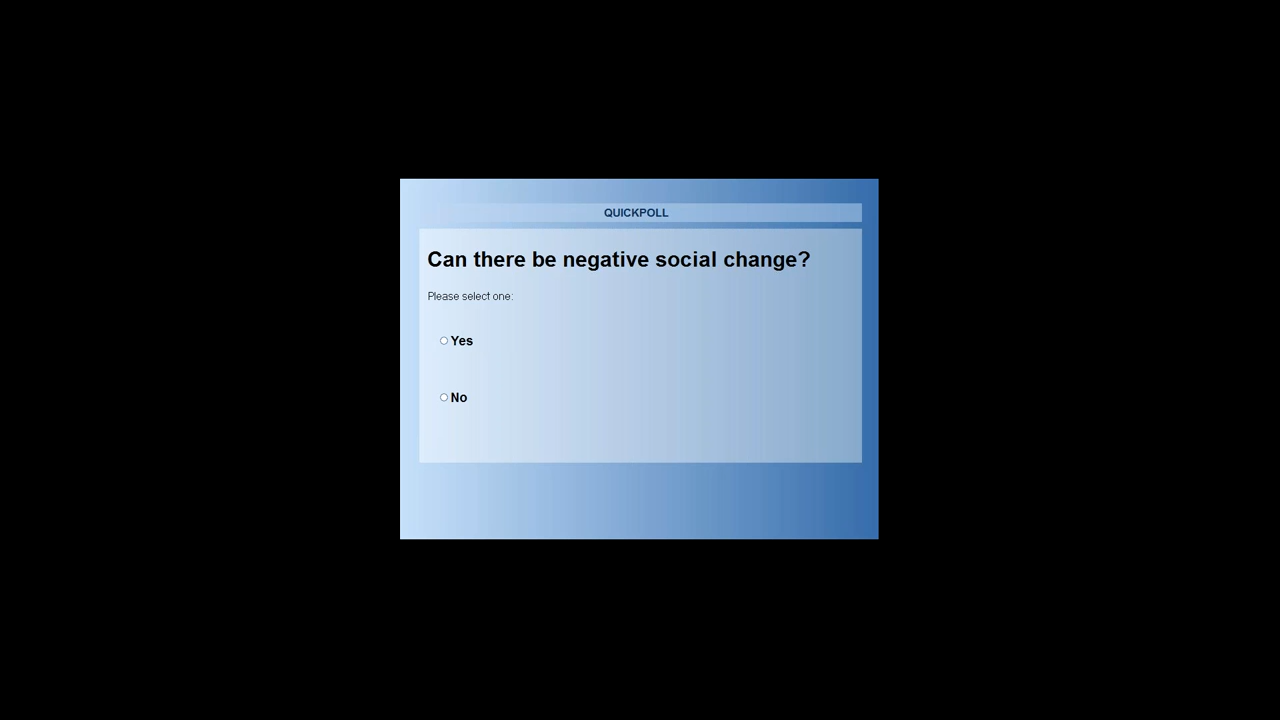 QUICKPOLL
Can there be negative social change?
Please select one:
Yes
No